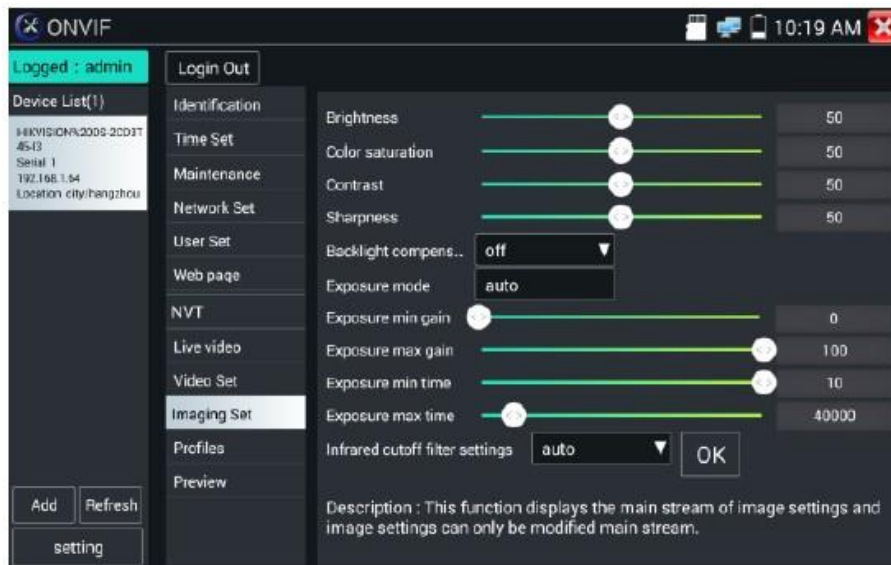 ONVIF
10:19 AM
Logged : admin
Login Out
Device List(1)
HIKVISION%20DS-2CD3T
45-I3
Serial 1
192.168.1.64
Location city/hangzhou
Add
Refresh
setting
Identification
Time Set
Maintenance
Network Set
User Set
Web page
NVT
Live video
Video Set
Imaging Set
Profiles
Preview
Brightness 50
Color saturation 50
Contrast 50
Sharpness 50
Backlight compens.. off
Exposure mode auto
Exposure min gain 0
Exposure max gain 100
Exposure min time 10
Exposure max time 40000
Infrared cutoff filter settings auto OK
Description : This function displays the main stream of image settings and
image settings can only be modified main stream.